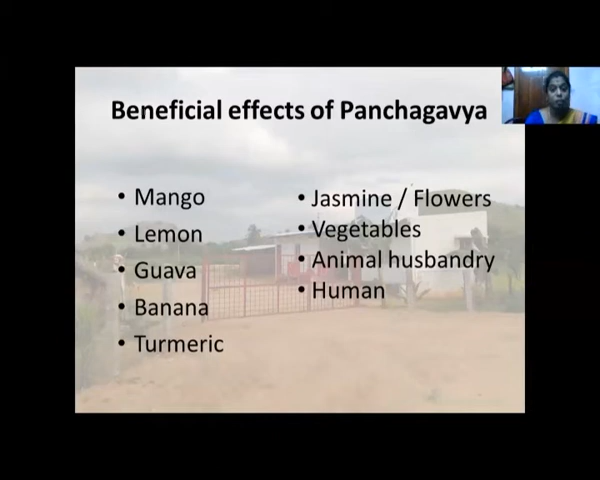 Beneficial effects of Panchagavya
• Mango
• Lemon
• Guava
• Banana
• Turmeric
• Jasmine / Flowers
• Vegetables
• Animal husbandry
• Human